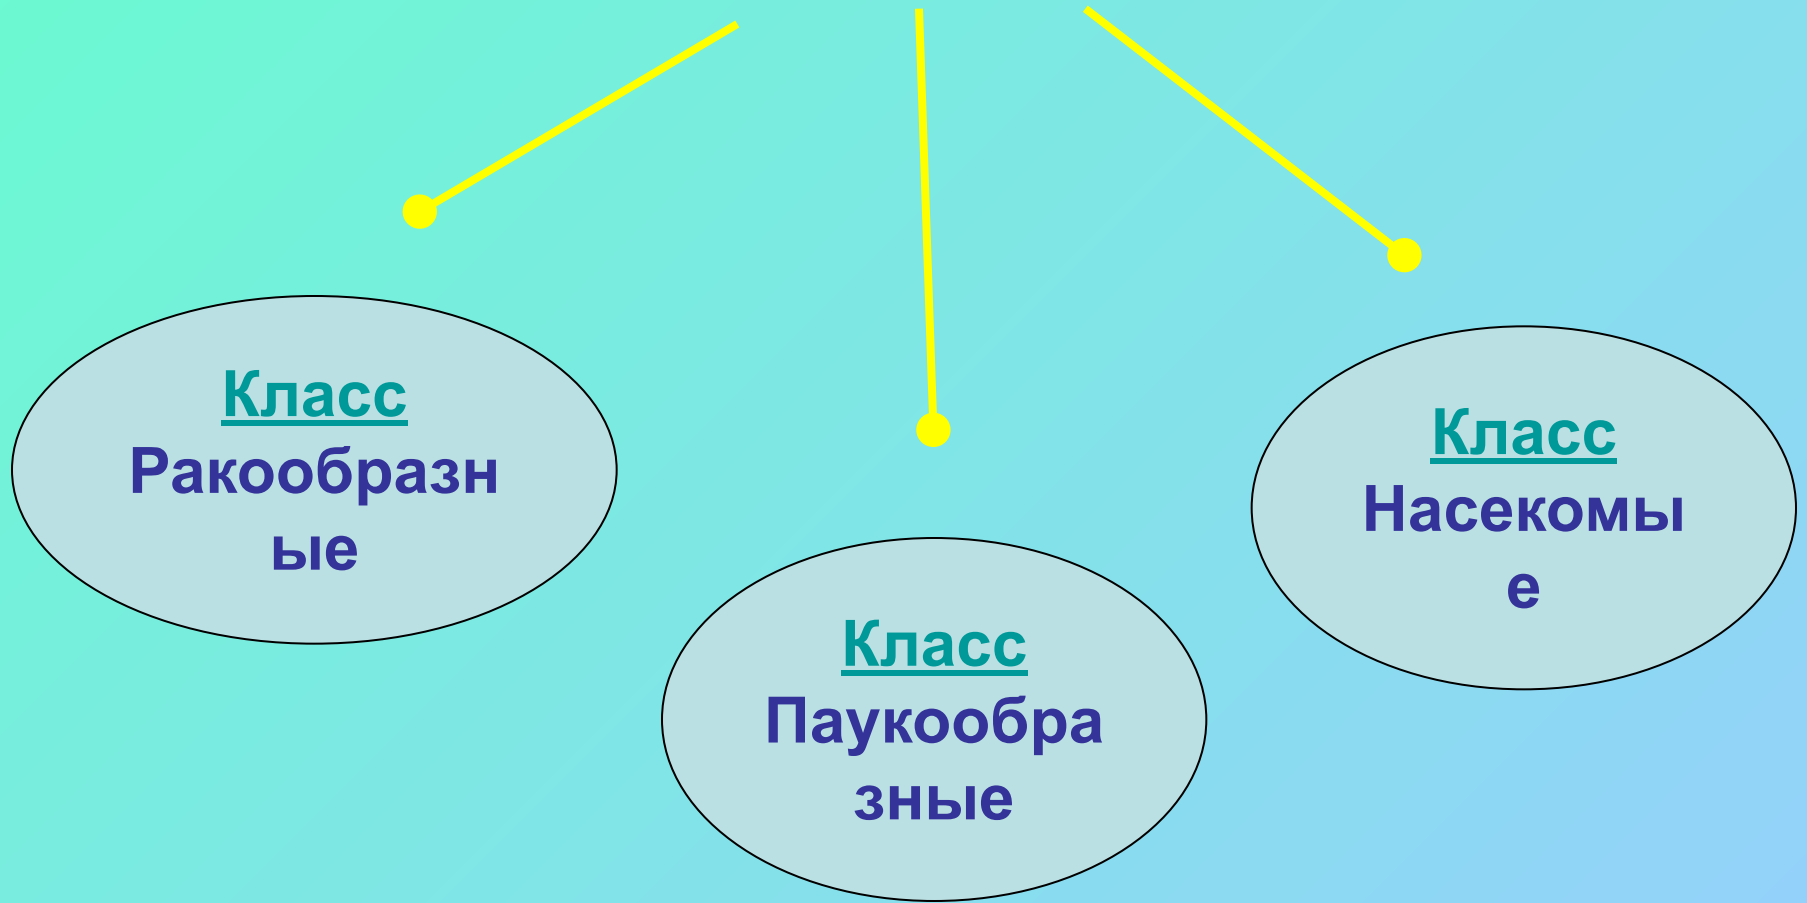 Класс
Ракообразн
ые
Класс
Паукообра
зные
Класс
Насекомы
е